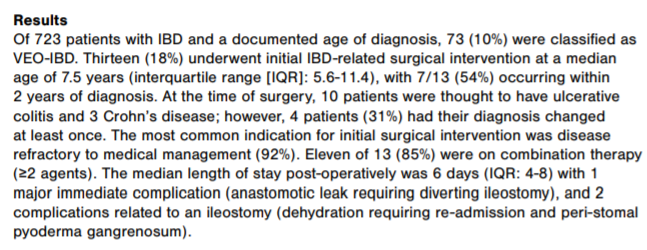 Results
Of 723 patients with IBD and a documented age of diagnosis, 73 (10%) were classified as
VEO-IBD. Thirteen (18%) underwent initial IBD-related surgical intervention at a median
age of 7.5 years (interquartile range [IQR]: 5.6-11.4), with 7/13 (54%) occurring within
2 years of diagnosis. At the time of surgery, 10 patients were thought to have ulcerative
colitis and 3 Crohn's disease; however, 4 patients (31%) had their diagnosis changed
at least once. The most common indication for initial surgical intervention was disease
refractory to medical management (92%). Eleven of 13 (85%) were on combination therapy
(≥2 agents). The median length of stay post-operatively was 6 days (IQR: 4-8) with 1
major immediate complication (anastomotic leak requiring diverting ileostomy), and 2
complications related to an ileostomy (dehydration requiring re-admission and peri-stomal
pyoderma gangrenosum).